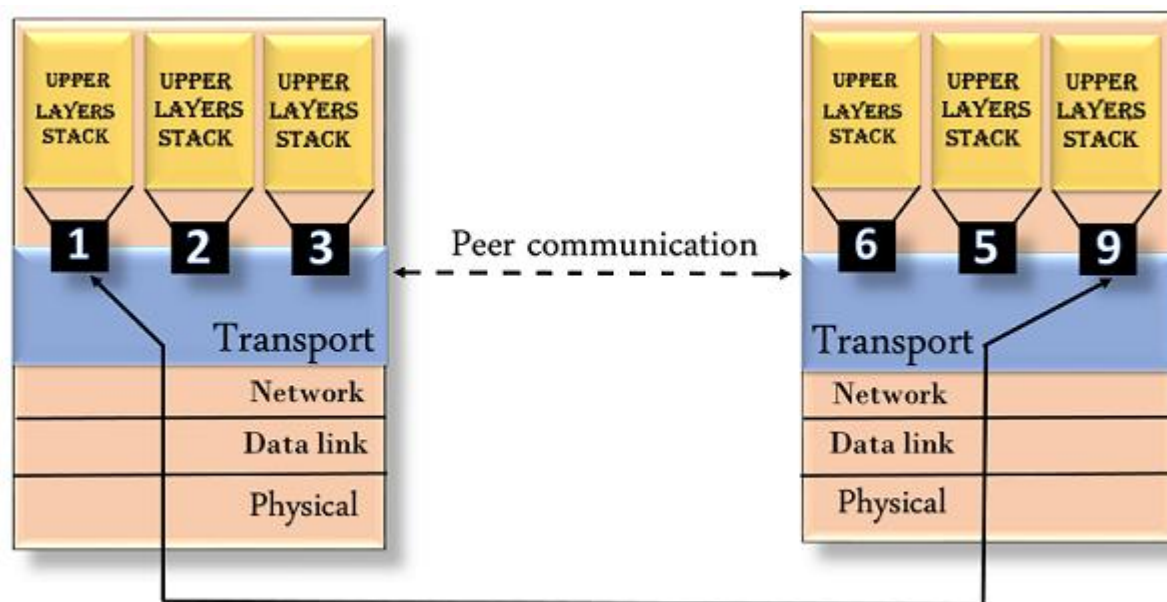 UPPER
LAYERS
STACK
UPPER
LAYERS
STACK
UPPER
LAYERS
STACK
1
2
3
Transport
Network
Data link
Physical
Peer communication
UPPER
LAYERS
STACK
UPPER
LAYERS
STACK
UPPER
LAYERS
STACK
6
5
9
Transport
Network
Data link
Physical